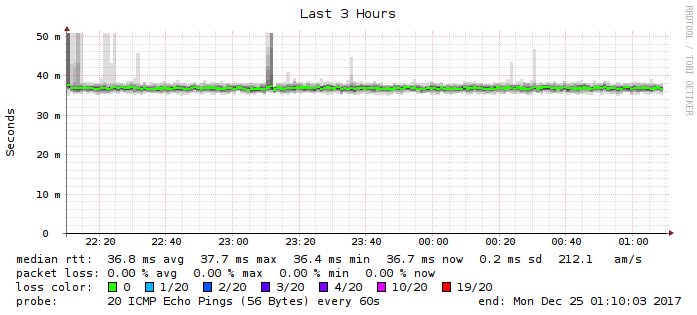 Last 3 Hours
RRDTOOL / TOBI OETIKER
Seconds
50 m
40 m
30 m
20 m
10 m
0
22:20 22:40 23:00 23:20 23:40 00:00 00:20 00:40 01:00
median rtt: 36.8 ms avg 37.7 ms max 36.4 ms min 36.7 ms now 0.2 ms sd 212.1 am/s
packet loss: 0.00 % avg 0.00 % max 0.00 % min 0.00 % now
loss color: 0 1/20 2/20 3/20 4/20 10/20 19/20
probe: 20 ICMP Echo Pings (56 Bytes) every 60s end: Mon Dec 25 01:10:03 2017